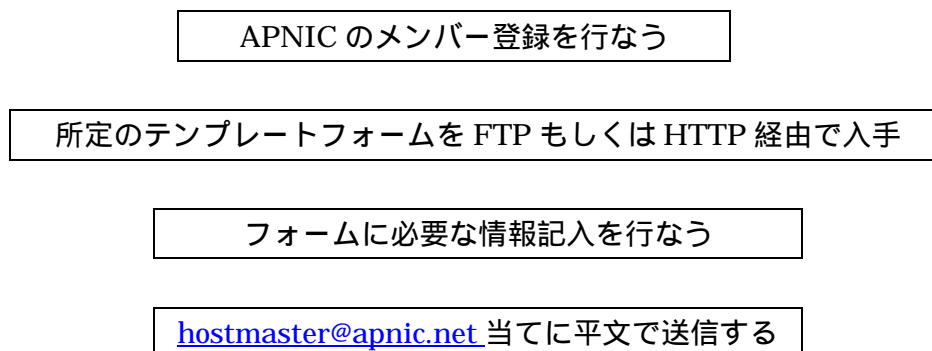 APNIC のメンバー登録を行なう
所定のテンプレートフォームを FTP もしくは HTTP 経由で入手
フォームに必要な情報記入を行なう
hostmaster@apnic.net 当てに平文で送信する